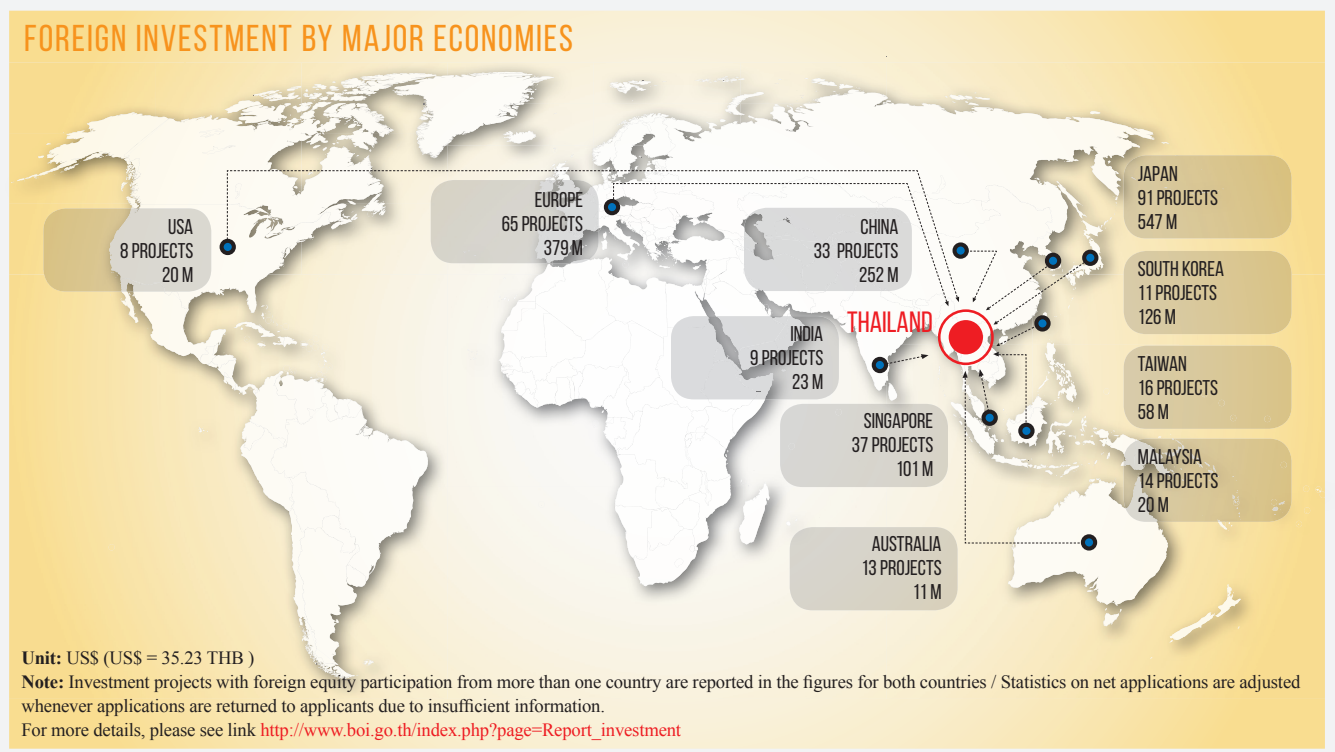 FOREIGN INVESTMENT BY MAJOR ECONOMIES
USA
8 PROJECTS
20 M
EUROPE
65 PROJECTS
379 M
CHINA
33 PROJECTS
252 M
JAPAN
91 PROJECTS
547 M
SOUTH KOREA
11 PROJECTS
126 M
THAILAND
INDIA
9 PROJECTS
23 M
TAIWAN
16 PROJECTS
58 M
SINGAPORE
37 PROJECTS
101 M
MALAYSIA
14 PROJECTS
20 M
AUSTRALIA
13 PROJECTS
11 M
Unit: US$ (US$ = 35.23 THB )
Note: Investment projects with foreign equity participation from more than one country are reported in the figures for both countries / Statistics on net applications are adjusted
whenever applications are returned to applicants due to insufficient information.
For more details, please see link http://www.boi.go.th/index.php?page=Report_investment